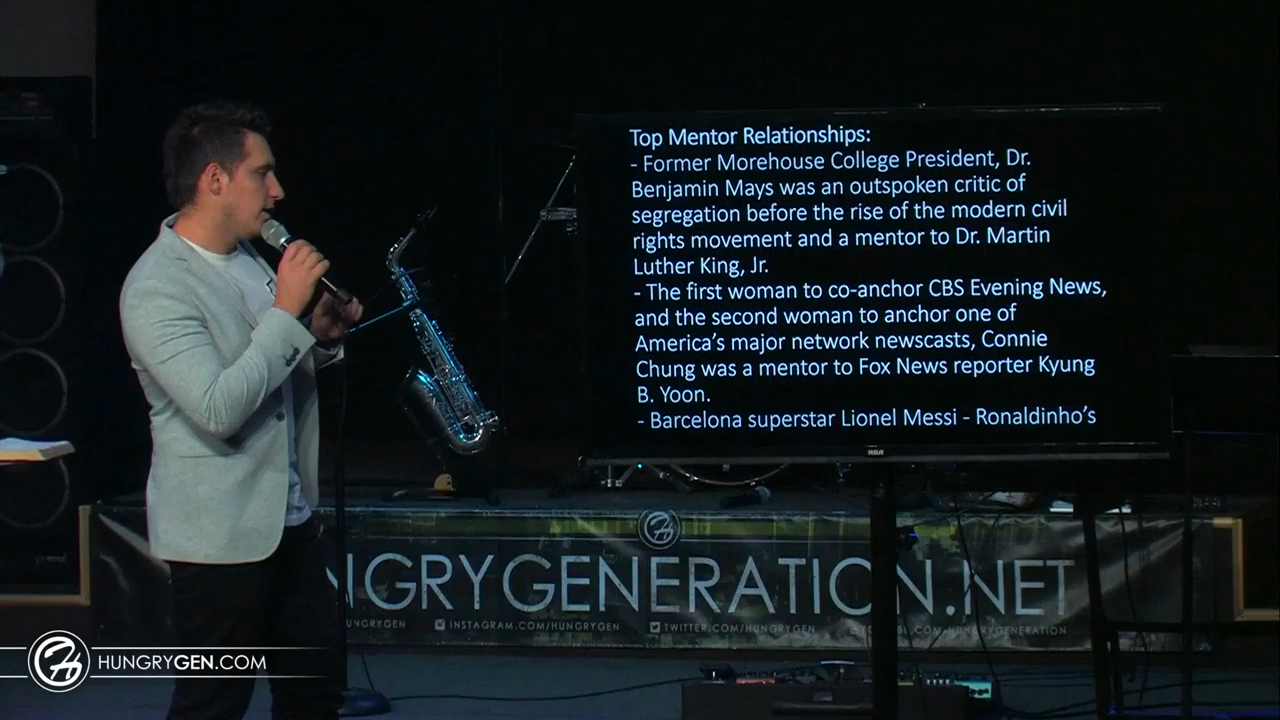 Top Mentor Relationships:
- Former Morehouse College President, Dr.
Benjamin Mays was an outspoken critic of
segregation before the rise of the modern civil
rights movement and a mentor to Dr. Martin
Luther King, Jr.
- The first woman to co-anchor CBS Evening News,
and the second woman to anchor one of
America's major network newscasts, Connie
Chung was a mentor to Fox News reporter Kyung
B. Yoon.
- Barcelona superstar Lionel Messi - Ronaldinho's
RCA
NGRYGENERATION.NET
INSTAGRAM.COM/HUNGRYGEN
TWITTER.COM/HUNGRYGEN
HUNGRYGEN.COM